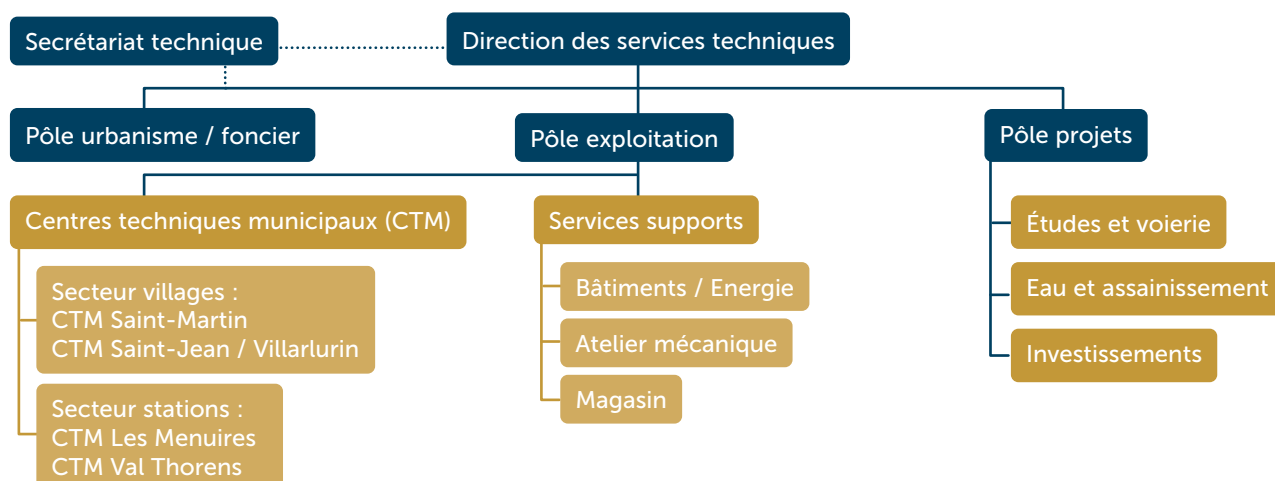 Secrétariat technique
Direction des services techniques
Pôle urbanisme / foncier
Pôle exploitation
Pôle projets
Centres techniques municipaux (CTM)
Secteur villages :
CTM Saint-Martin
CTM Saint-Jean / Villarlurin
Secteur stations :
CTM Les Menuires
CTM Val Thorens
Services supports
Bâtiments / Energie
Atelier mécanique
Magasin
Études et voierie
Eau et assainissement
Investissements